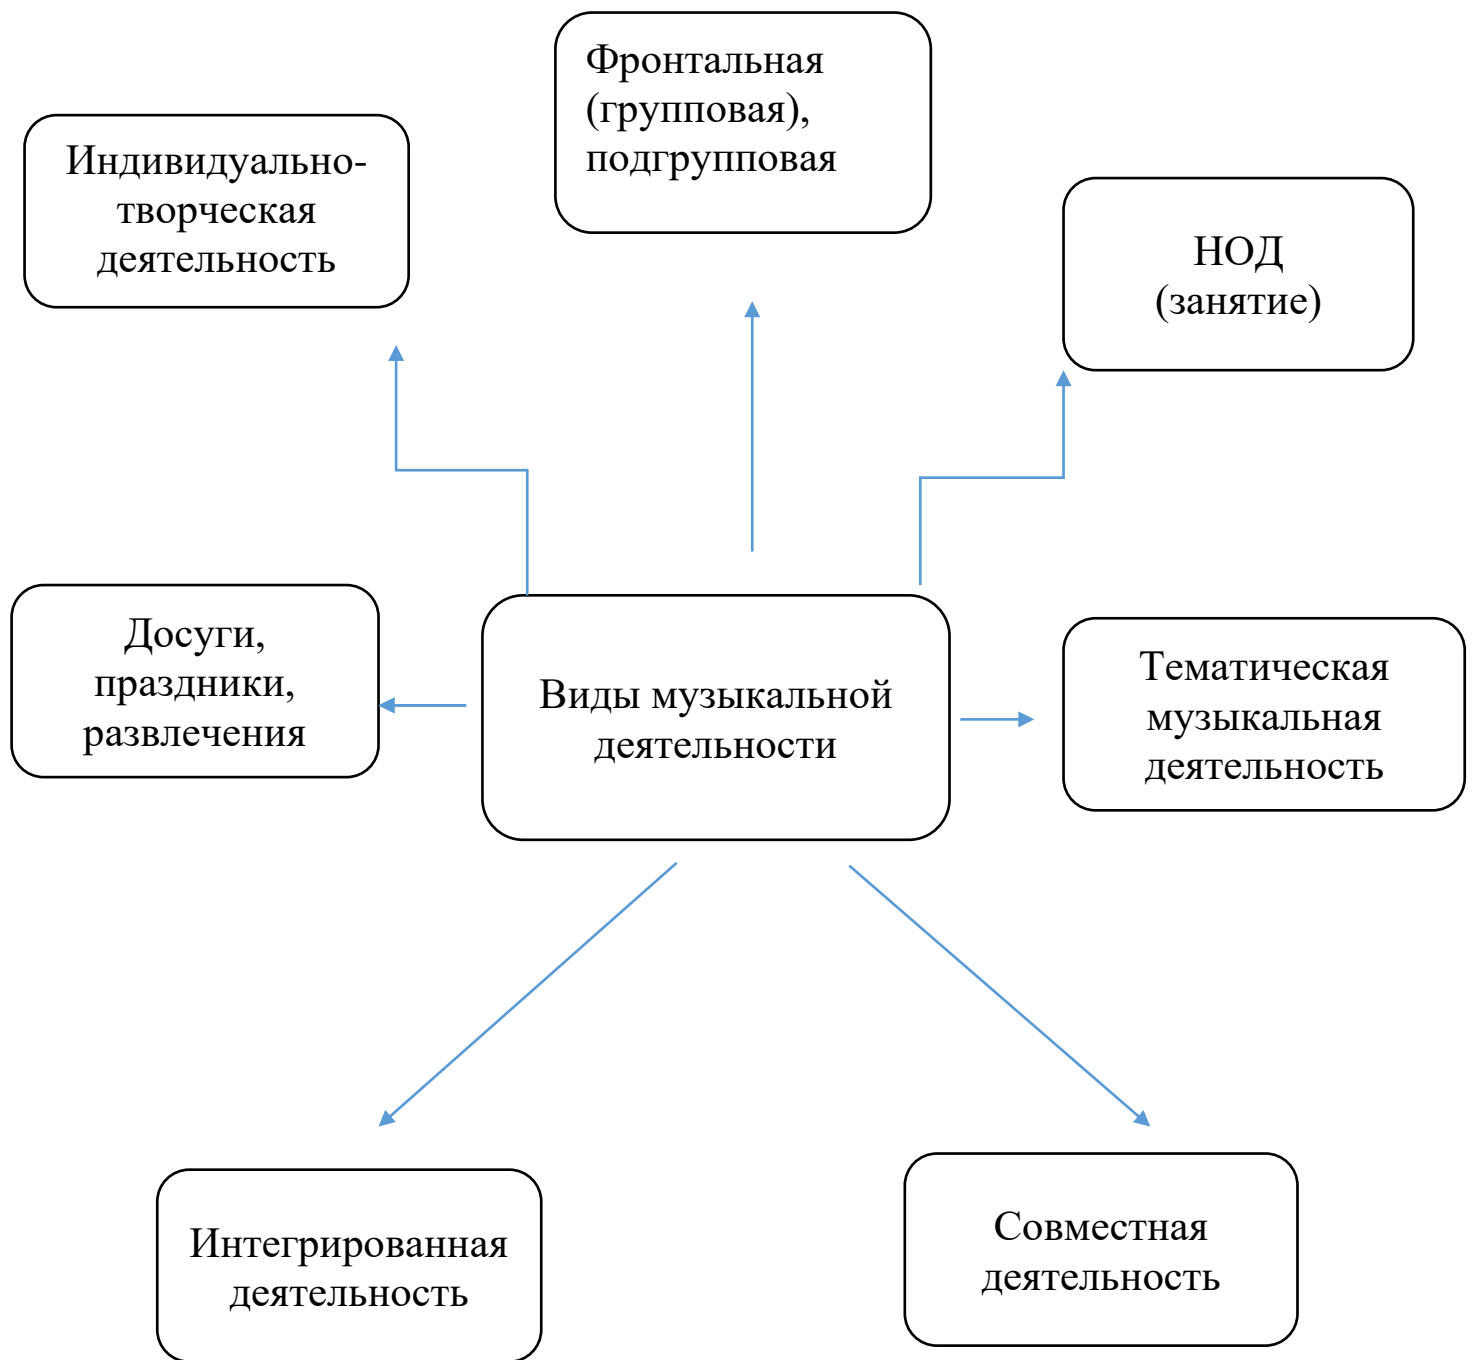 Фронтальная
(групповая),
подгрупповая
Индивидуально-
творческая
деятельность
НОД
(занятие)
Досуги,
праздники,
развлечения
Виды музыкальной
деятельности
Тематическая
музыкальная
деятельность
Интегрированная
деятельность
Совместная
деятельность